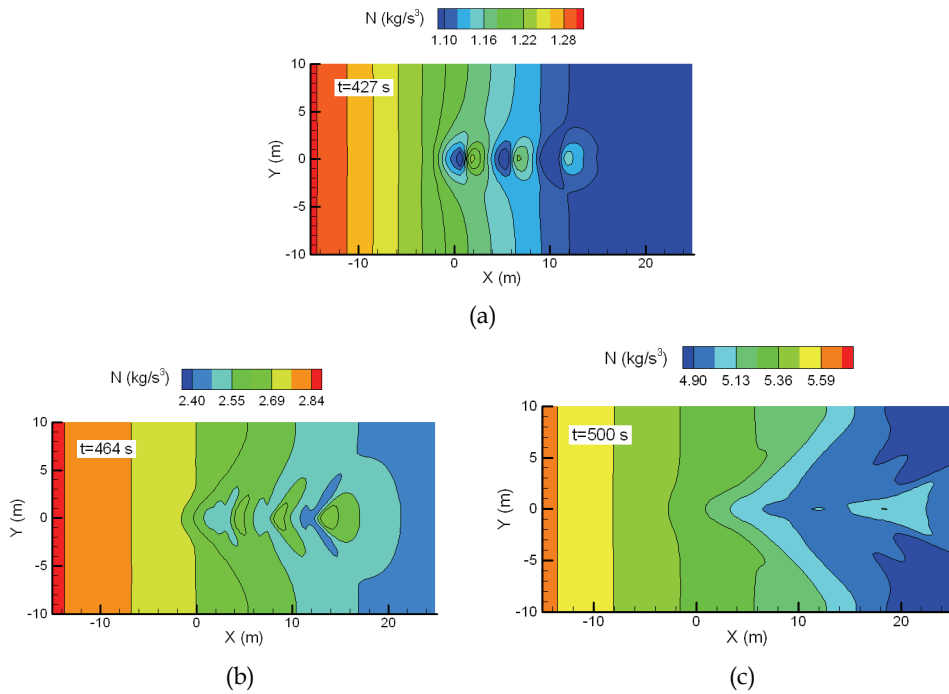 N (kg/s³)
1.10 1.16 1.22 1.28
t=427 s
10
5
0
-5
-10
Y (m)
-10 0 10 20
X (m)
(a)
N (kg/s³)
2.40 2.55 2.69 2.84
t=464 s
10
5
0
-5
-10
Y (m)
-10 0 10 20
X (m)
(b)
N (kg/s³)
4.90 5.13 5.36 5.59
t=500 s
10
5
0
-5
-10
Y (m)
-10 0 10 20
X (m)
(c)